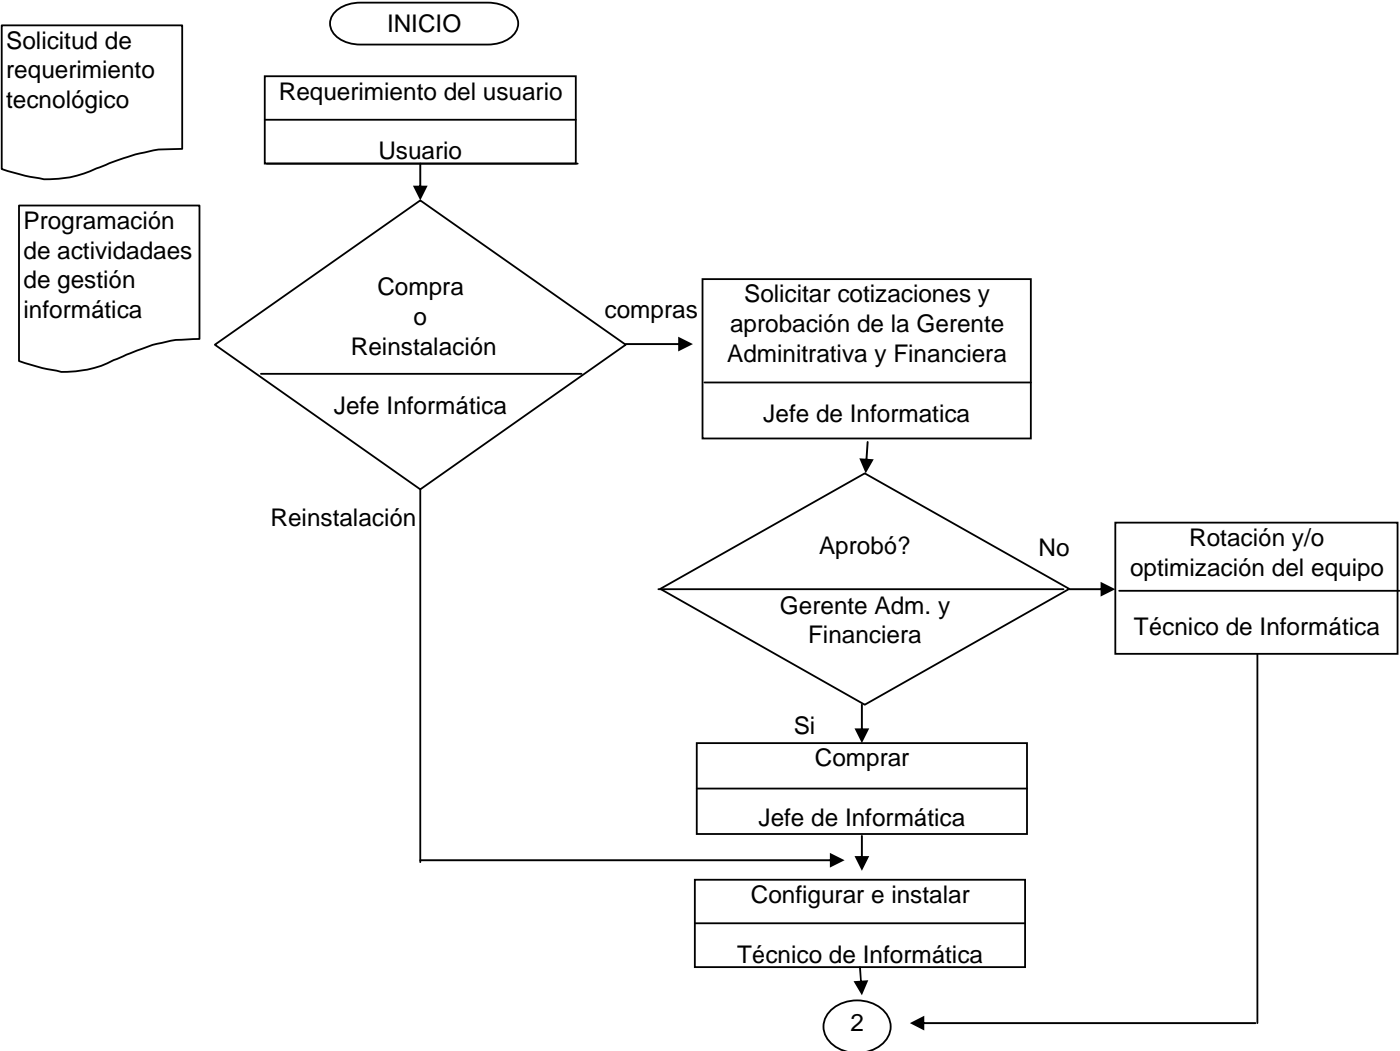 INICIO
Solicitud de
requerimiento
tecnológico
Requerimiento del usuario
Usuario
Programación
de actividadaes
de gestión
informática
Compra
o
Reinstalación
Jefe Informática
compras
Solicitar cotizaciones y
aprobación de la Gerente
Adminitrativa y Financiera
Jefe de Informatica
Reinstalación
Aprobó?
Gerente Adm. y
Financiera
No
Rotación y/o
optimización del equipo
Técnico de Informática
Si
Comprar
Jefe de Informática
Configurar e instalar
Técnico de Informática
2